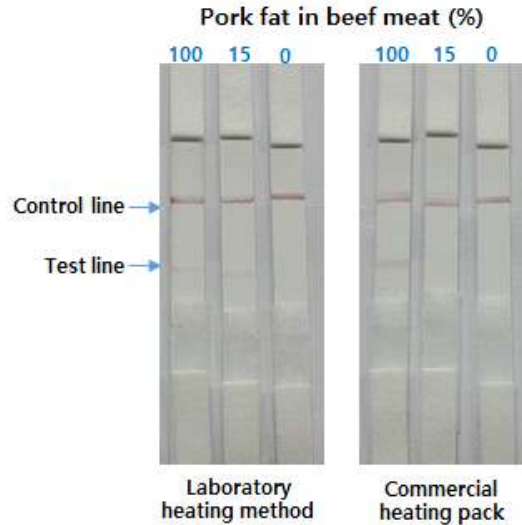 Pork fat in beef meat (%)
100 15 0
100 15 0
Control line
Test line
Laboratory
heating method
Commercial
heating pack